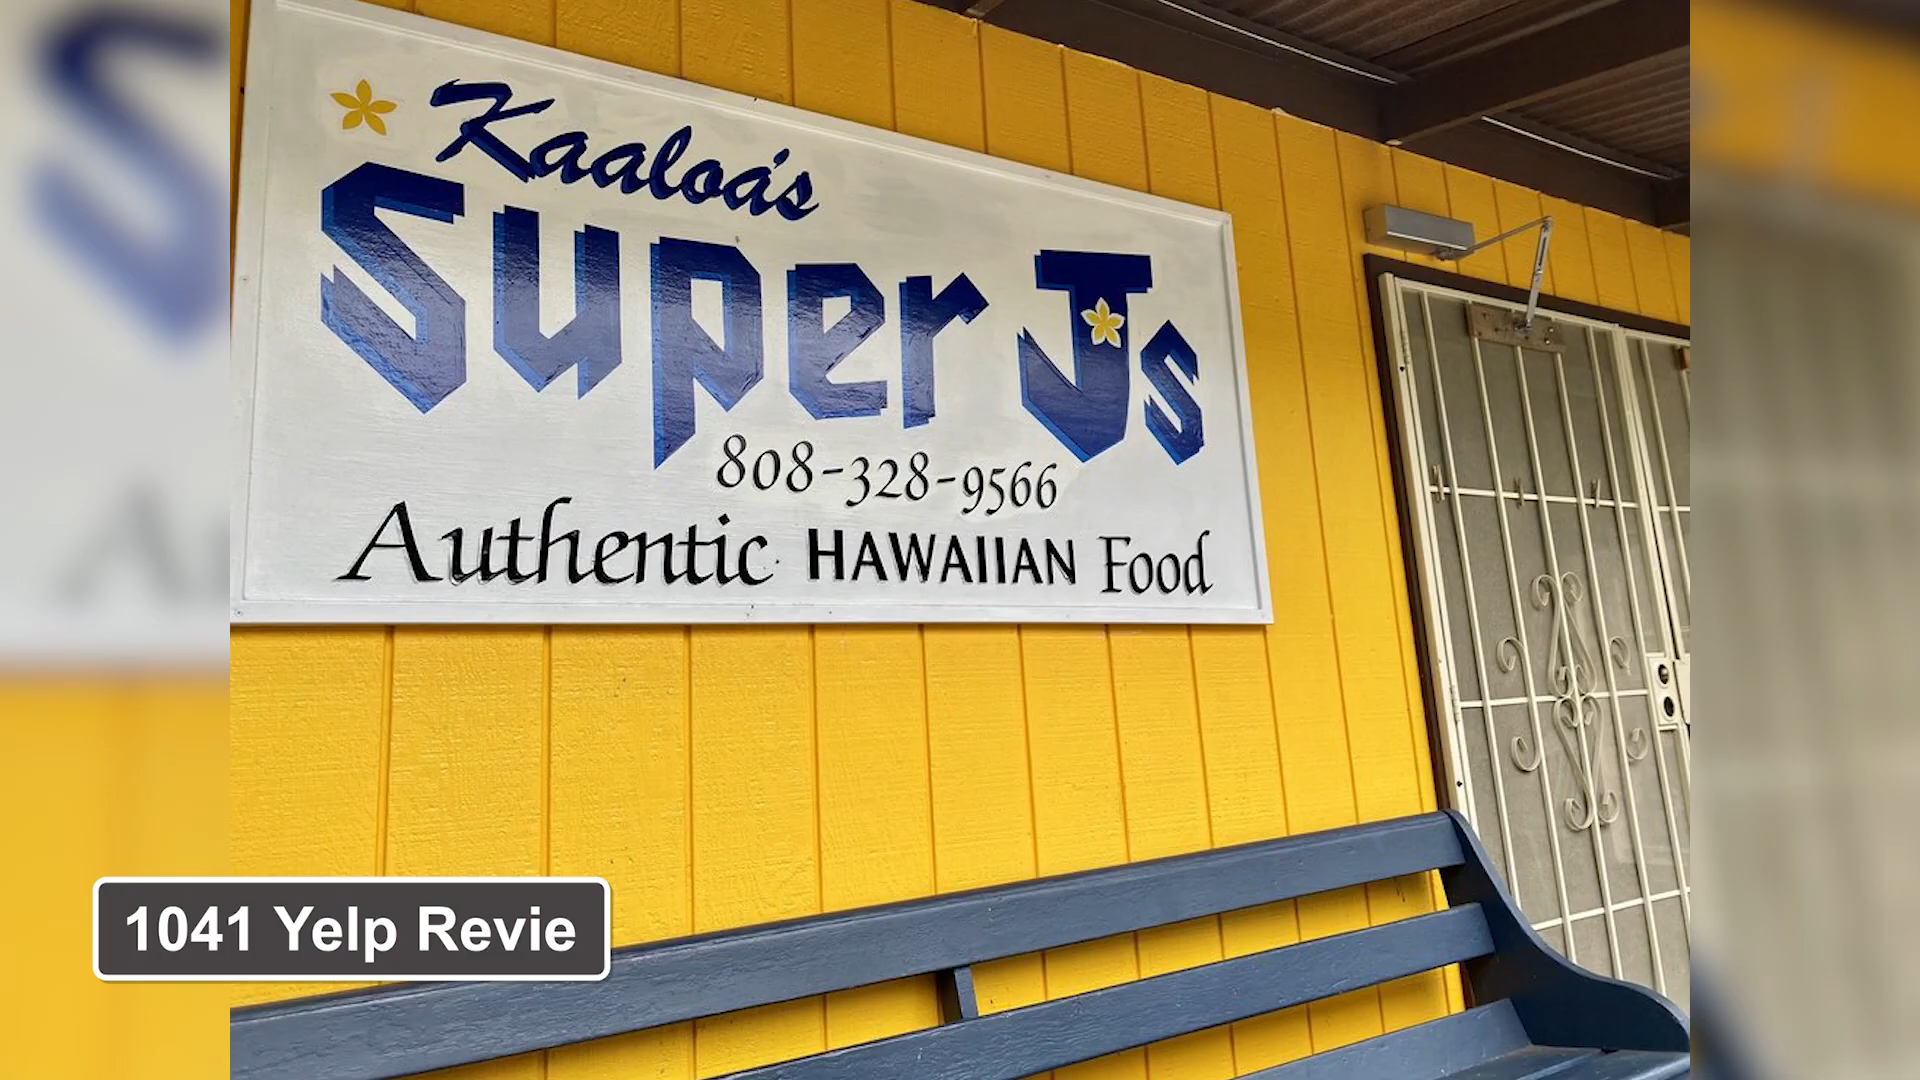 Kaaloa's
Super J's
808-328-9566
Authentic HAWAIIAN Food
1041 Yelp Revie